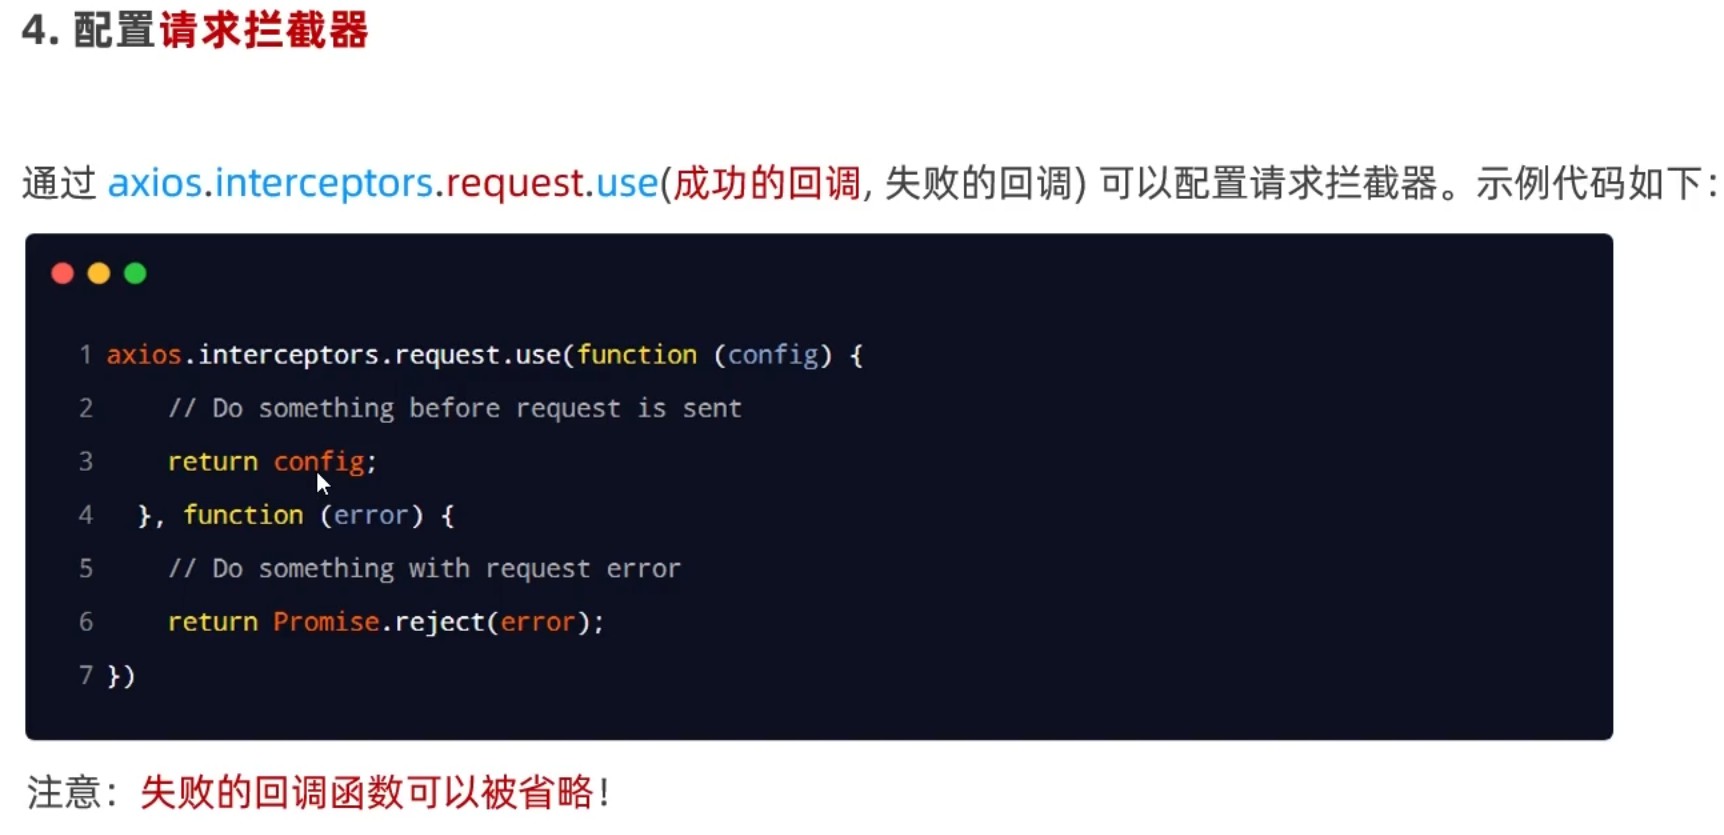 4. 配置请求拦截器
通过 axios.interceptors.request.use(成功的回调, 失败的回调) 可以配置请求拦截器。示例代码如下：
1 axios.interceptors.request.use(function (config) {
2     // Do something before request is sent
3     return config;
4   }, function (error) {
5     // Do something with request error
6     return Promise.reject(error);
7 })
注意：失败的回调函数可以被省略！